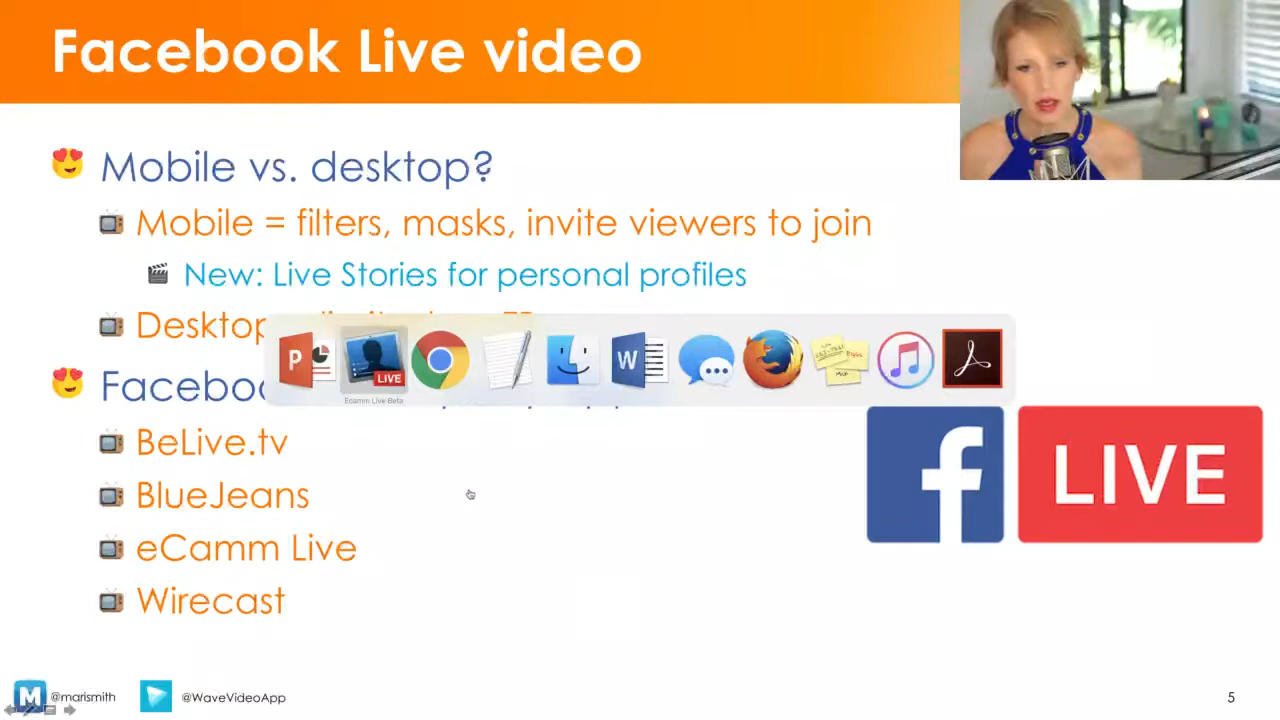 Facebook Live video
Mobile vs. desktop?
Mobile = filters, masks, invite viewers to join
New: Live Stories for personal profiles
Desktop
P
LIVE
W
Ecamm Live Beta
BeLive.tv
BlueJeans
eCamm Live
Wirecast
f
LIVE
M
@marismith
@WaveVideoApp
5